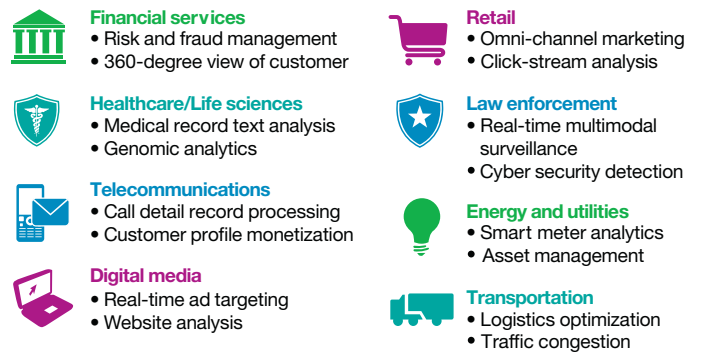 Financial services
• Risk and fraud management
• 360-degree view of customer
Healthcare/Life sciences
• Medical record text analysis
• Genomic analytics
Telecommunications
• Call detail record processing
• Customer profile monetization
Digital media
• Real-time ad targeting
• Website analysis
Retail
• Omni-channel marketing
• Click-stream analysis
Law enforcement
• Real-time multimodal
surveillance
• Cyber security detection
Energy and utilities
• Smart meter analytics
• Asset management
Transportation
• Logistics optimization
• Traffic congestion